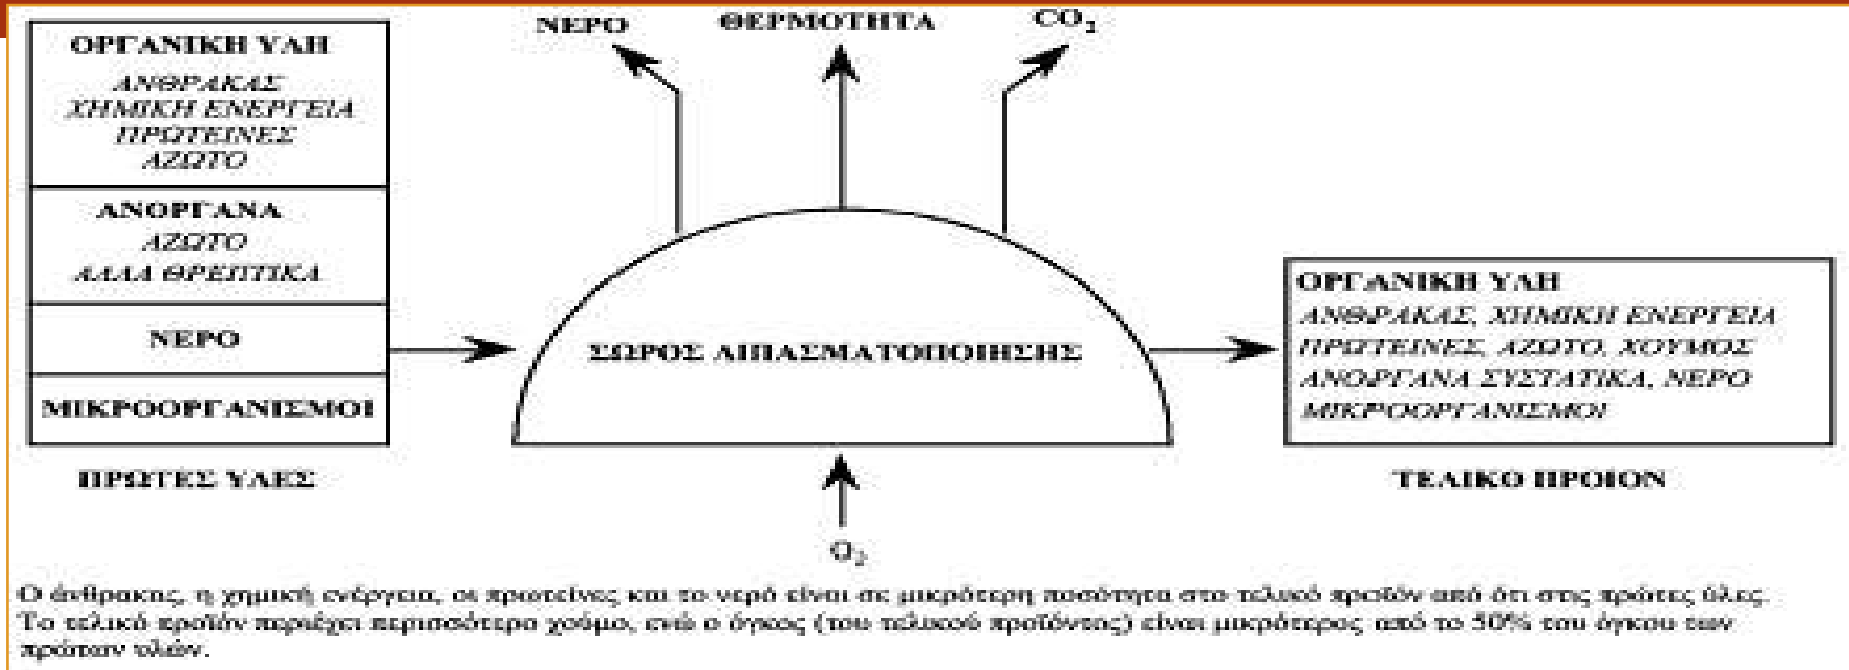 ΟΡΓΑΝΙΚΗ ΥΛΗ
ΑΝΘΡΑΚΑΣ
ΧΗΜΙΚΗ ΕΝΕΡΓΕΙΑ
ΠΡΩΤΕΙΝΕΣ
ΑΖΩΤΟ
ΑΝΟΡΓΑΝΑ
ΑΖΩΤΟ
ΑΛΛΑ ΘΡΕΠΤΙΚΑ
ΝΕΡΟ
ΜΙΚΡΟΟΡΓΑΝΙΣΜΟΙ
ΠΡΩΤΕΣ ΥΛΕΣ
ΝΕΡΟ
ΘΕΡΜΟΤΗΤΑ
CO₂
ΣΩΡΟΣ ΛΙΠΑΣΜΑΤΟΠΟΙΗΣΗΣ
O₂
ΟΡΓΑΝΙΚΗ ΥΛΗ
ΑΝΘΡΑΚΑΣ, ΧΗΜΙΚΗ ΕΝΕΡΓΕΙΑ
ΠΡΩΤΕΙΝΕΣ, ΑΖΩΤΟ, ΧΟΥΜΟΣ
ΑΝΟΡΓΑΝΑ ΣΥΣΤΑΤΙΚΑ, ΝΕΡΟ
ΜΙΚΡΟΟΡΓΑΝΙΣΜΟΙ
ΤΕΛΙΚΟ ΠΡΟΙΟΝ
Ο άνθρακας, η χημική ενέργεια, οι πρωτείνες και το νερό είναι σε μικρότερη ποσότητα στο τελικό προϊόν από ότι στις πρώτες ύλες.
Το τελικό προϊόν περιέχει περισσότερο χούμο, ενώ ο όγκος (του τελικού προϊόντος) είναι μικρότερος από το 50% του όγκου των
πρώτων υλών.